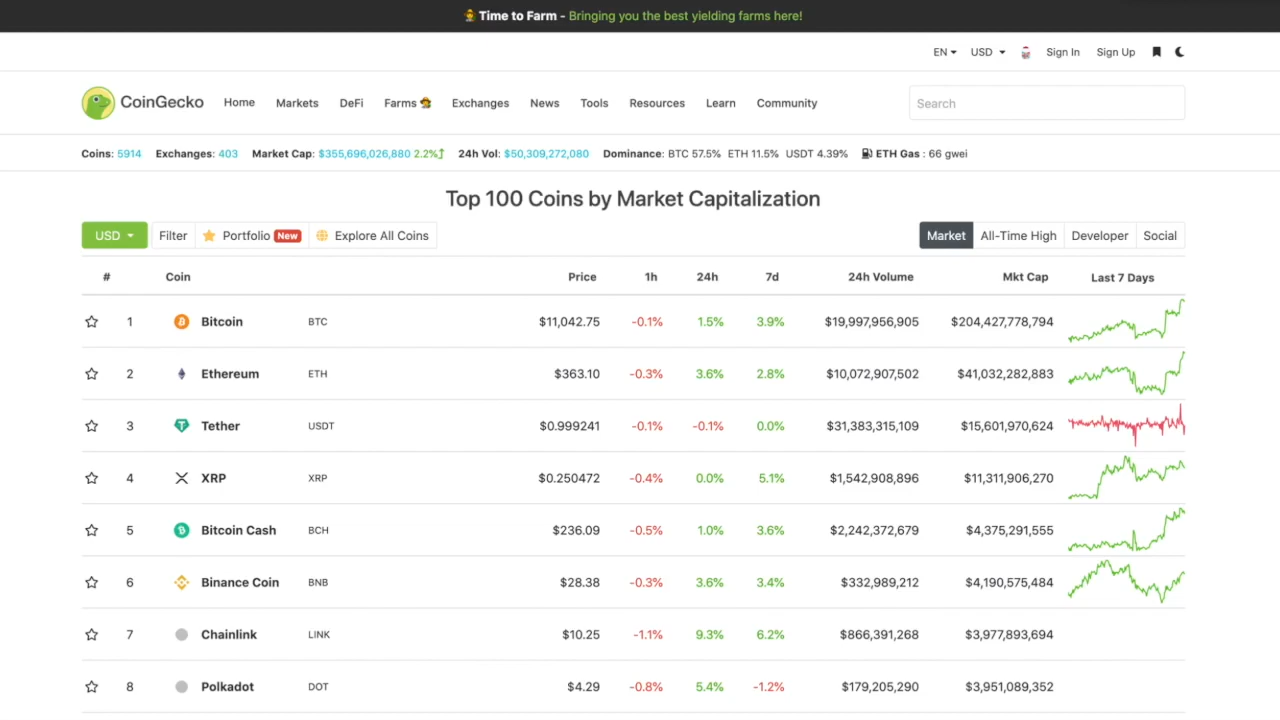 Time to Farm - Bringing you the best yielding farms here!
EN USD Sign In Sign Up
CoinGecko Home Markets DeFi Farms Exchanges News Tools Resources Learn Community Search
Coins: 5914 Exchanges: 403 Market Cap: $355,696,026,880 2.2% 24h Vol: $50,309,272,080 Dominance: BTC 57.5% ETH 11.5% USDT 4.39% ETH Gas : 66 gwei
Top 100 Coins by Market Capitalization
USD Filter Portfolio New Explore All Coins Market All-Time High Developer Social
# Coin Price 1h 24h 7d 24h Volume Mkt Cap Last 7 Days
1 Bitcoin BTC $11,042.75 -0.1% 1.5% 3.9% $19,997,956,905 $204,427,778,794
2 Ethereum ETH $363.10 -0.3% 3.6% 2.8% $10,072,907,502 $41,032,282,883
3 Tether USDT $0.999241 -0.1% -0.1% 0.0% $31,383,315,109 $15,601,970,624
4 XRP XRP $0.250472 -0.4% 0.0% 5.1% $1,542,908,896 $11,311,906,270
5 Bitcoin Cash BCH $236.09 -0.5% 1.0% 3.6% $2,242,372,679 $4,375,291,555
6 Binance Coin BNB $28.38 -0.3% 3.6% 3.4% $332,989,212 $4,190,575,484
7 Chainlink LINK $10.25 -1.1% 9.3% 6.2% $866,391,268 $3,977,893,694
8 Polkadot DOT $4.29 -0.8% 5.4% -1.2% $179,205,290 $3,951,089,352